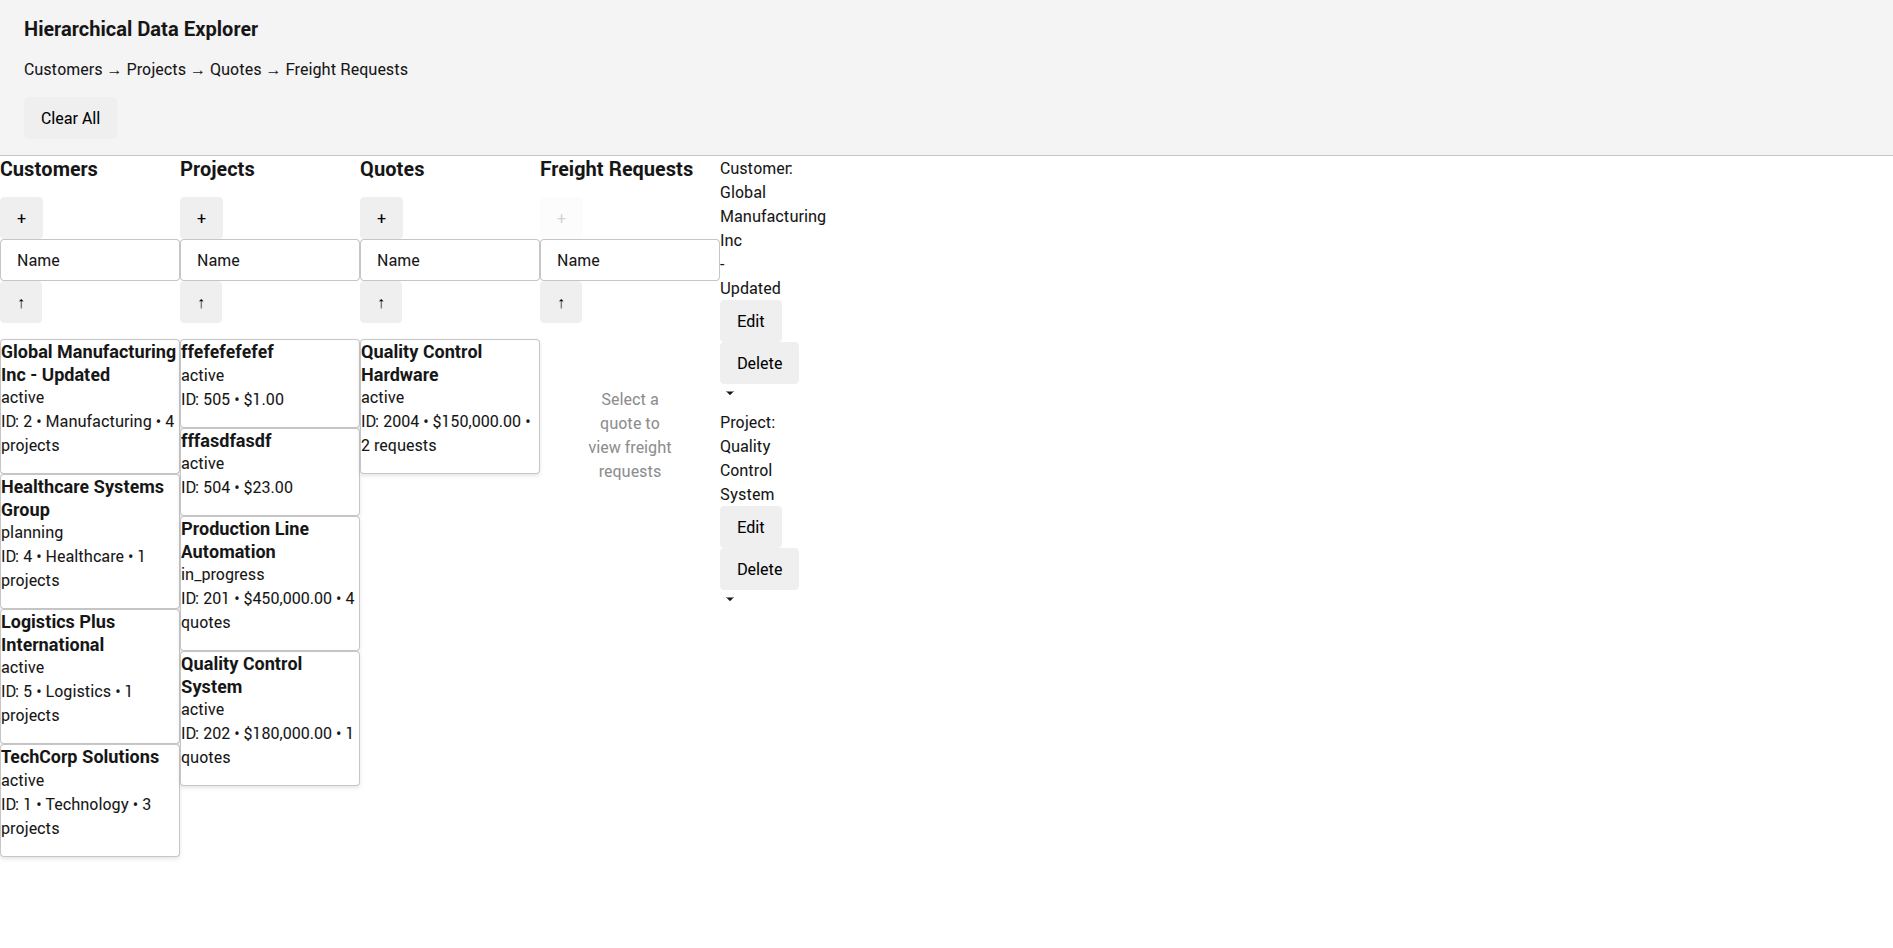 Hierarchical Data Explorer
Customers → Projects → Quotes → Freight Requests
Clear All
Customers
+
Name
↑
Global Manufacturing
Inc - Updated
active
ID: 2 • Manufacturing • 4
projects
Healthcare Systems
Group
planning
ID: 4 • Healthcare • 1
projects
Logistics Plus
International
active
ID: 5 • Logistics • 1
projects
TechCorp Solutions
active
ID: 1 • Technology • 3
projects
Projects
+
Name
↑
ffefefefefef
active
ID: 505 • $1.00
fffasdfasdf
active
ID: 504 • $23.00
Production Line
Automation
in_progress
ID: 201 • $450,000.00 • 4
quotes
Quality Control
System
active
ID: 202 • $180,000.00 • 1
quotes
Quotes
+
Name
↑
Quality Control
Hardware
active
ID: 2004 • $150,000.00 •
2 requests
Freight Requests
+
Name
↑
Select a
quote to
view freight
requests
Customer:
Global
Manufacturing
Inc
-
Updated
Edit
Delete
Project:
Quality
Control
System
Edit
Delete